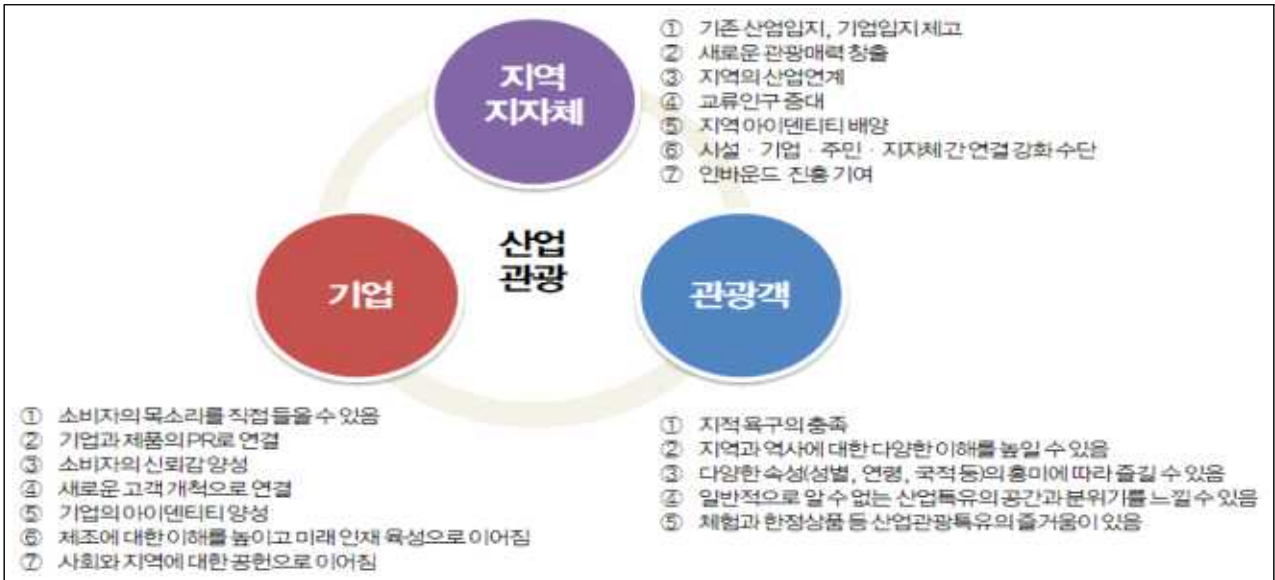 지역
지자체
① 기존 산업입지, 기업입지 제고
② 새로운 관광매력 창출
③ 지역의 산업연계
④ 교류인구 증대
⑤ 지역 아이덴티티 배양
⑥ 시설·기업·주민·지자체 간 연결 강화 수단
⑦ 인바운드 진흥 기여
산업
관광
기업
관광객
① 소비자의 목소리를 직접 들을 수 있음
② 기업과 제품의 PR로 연결
③ 소비자의 신뢰감 양성
④ 새로운 고객 개척으로 연결
⑤ 기업의 아이덴티티 양성
⑥ 제조에 대한 이해를 높이고 미래 인재 육성으로 이어짐
⑦ 사회와 지역에 대한 공헌으로 이어짐
① 지적 욕구의 충족
② 지역과 역사에 대한 다양한 이해를 높일 수 있음
③ 다양한 속성(성별, 연령, 국적 등)의 흥미에 따라 즐길 수 있음
④ 일반적으로 알 수 없는 산업특유의 공간과 분위기를 느낄 수 있음
⑤ 체험과 한정상품 등 산업관광특유의 즐거움이 있음